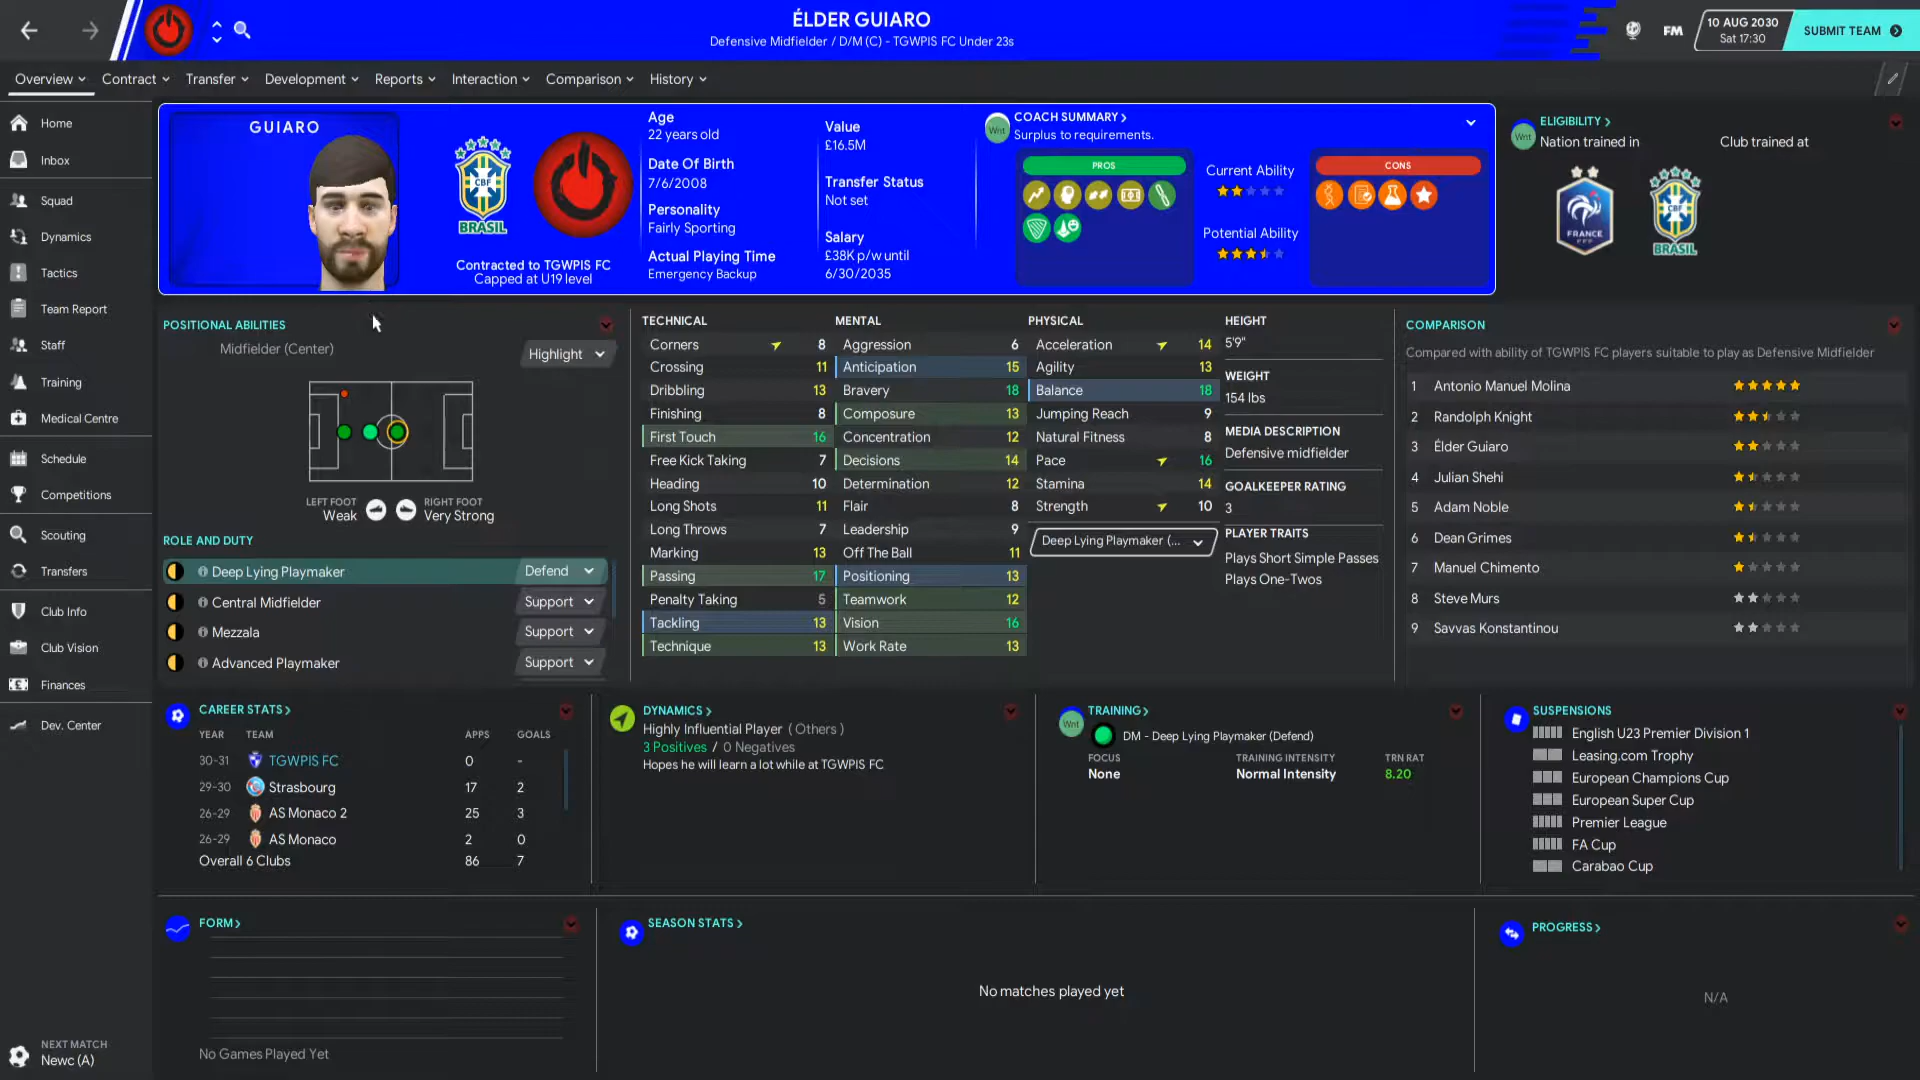 ÉLDER GUIARO
Defensive Midfielder / D/M (C) - TGWPIS FC Under 23s
FM
10 AUG 2030
Sat 17:30
SUBMIT TEAM
Overview
Contract
Transfer
Development
Reports
Interaction
Comparison
History
Home
Inbox
Squad
Dynamics
Tactics
Team Report
Staff
Training
Medical Centre
Schedule
Competitions
Scouting
Transfers
Club Info
Club Vision
Finances
Dev. Center
NEXT MATCH
Newc (A)
GUIARO
CBF
BRASIL
Contracted to TGWPIS FC
Capped at U19 level
Age
22 years old
Date Of Birth
7/6/2008
Personality
Fairly Sporting
Actual Playing Time
Emergency Backup
Value
£16.5M
Transfer Status
Not set
Salary
£38K p/w until
6/30/2035
Wnt
COACH SUMMARY
Surplus to requirements.
PROS
Current Ability
Potential Ability
CONS
Wnt
ELIGIBILITY
Nation trained in
Club trained at
FRANCE
FFF
CBF
BRASIL
POSITIONAL ABILITIES
Midfielder (Center)
Highlight
LEFT FOOT
Weak
RIGHT FOOT
Very Strong
ROLE AND DUTY
Deep Lying Playmaker Defend
Central Midfielder Support
Mezzala Support
Advanced Playmaker Support
TECHNICAL
Corners 8
Crossing 11
Dribbling 13
Finishing 8
First Touch 16
Free Kick Taking 7
Heading 10
Long Shots 11
Long Throws 7
Marking 13
Passing 17
Penalty Taking 5
Tackling 13
Technique 13
MENTAL
Aggression 6
Anticipation 15
Bravery 18
Composure 13
Concentration 12
Decisions 14
Determination 12
Flair 8
Leadership 9
Off The Ball 11
Positioning 13
Teamwork 12
Vision 16
Work Rate 13
PHYSICAL
Acceleration 14
Agility 13
Balance 18
Jumping Reach 9
Natural Fitness 8
Pace 16
Stamina 14
Strength 10
Deep Lying Playmaker (...
HEIGHT
5'9"
WEIGHT
154 lbs
MEDIA DESCRIPTION
Defensive midfielder
GOALKEEPER RATING
3
PLAYER TRAITS
Plays Short Simple Passes
Plays One-Twos
COMPARISON
Compared with ability of TGWPIS FC players suitable to play as Defensive Midfielder
1 Antonio Manuel Molina
2 Randolph Knight
3 Élder Guiaro
4 Julian Shehi
5 Adam Noble
6 Dean Grimes
7 Manuel Chimento
8 Steve Murs
9 Savvas Konstantinou
CAREER STATS
YEAR TEAM APPS GOALS
30-31 TGWPIS FC 0 -
29-30 Strasbourg 17 2
26-29 AS Monaco 2 25 3
26-29 AS Monaco 2 0
Overall 6 Clubs 86 7
DYNAMICS
Highly Influential Player (Others)
3 Positives / 0 Negatives
Hopes he will learn a lot while at TGWPIS FC
Wnt
TRAINING
DM - Deep Lying Playmaker (Defend)
FOCUS
None
TRAINING INTENSITY
Normal Intensity
TRN RAT
8.20
SUSPENSIONS
English U23 Premier Division 1
Leasing.com Trophy
European Champions Cup
European Super Cup
Premier League
FA Cup
Carabao Cup
FORM
No Games Played Yet
SEASON STATS
No matches played yet
PROGRESS
N/A